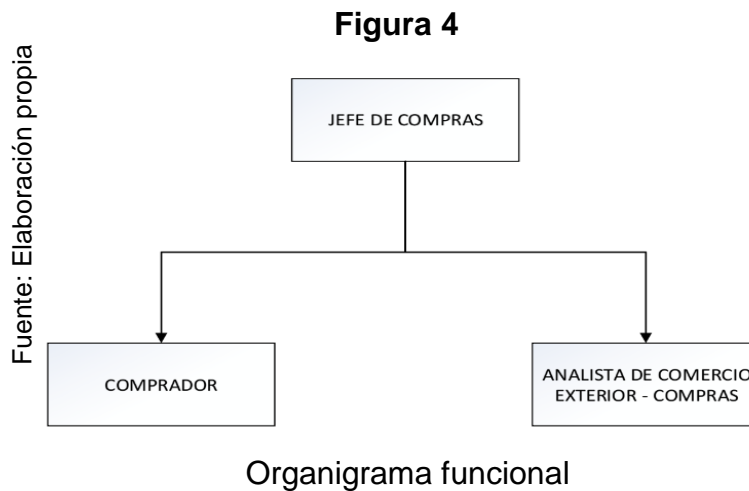 Figura 4
Fuente: Elaboración propia
JEFE DE COMPRAS
COMPRADOR
ANALISTA DE COMERCIO
EXTERIOR - COMPRAS
Organigrama funcional